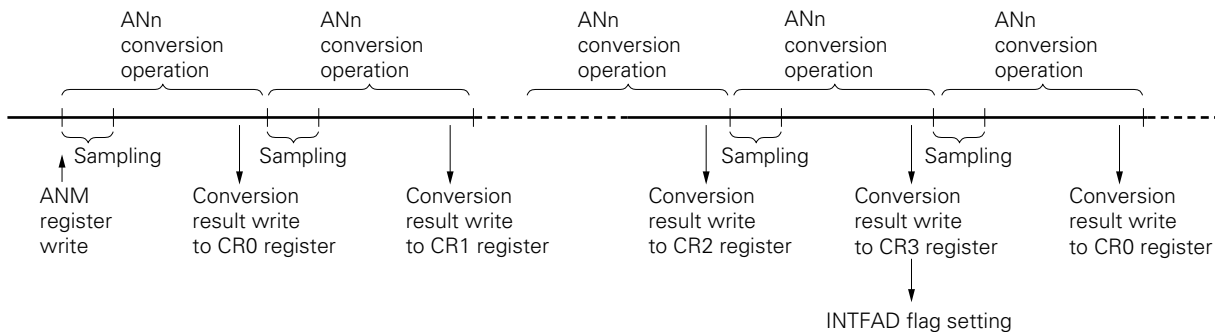 ANn
conversion
operation
ANn
conversion
operation
ANn
conversion
operation
ANn
conversion
operation
ANn
conversion
operation
Sampling
Sampling
Sampling
Sampling
ANM
register
write
Conversion
result write
to CR0 register
Conversion
result write
to CR1 register
Conversion
result write
to CR2 register
Conversion
result write
to CR3 register
Conversion
result write
to CR0 register
INTFAD flag setting